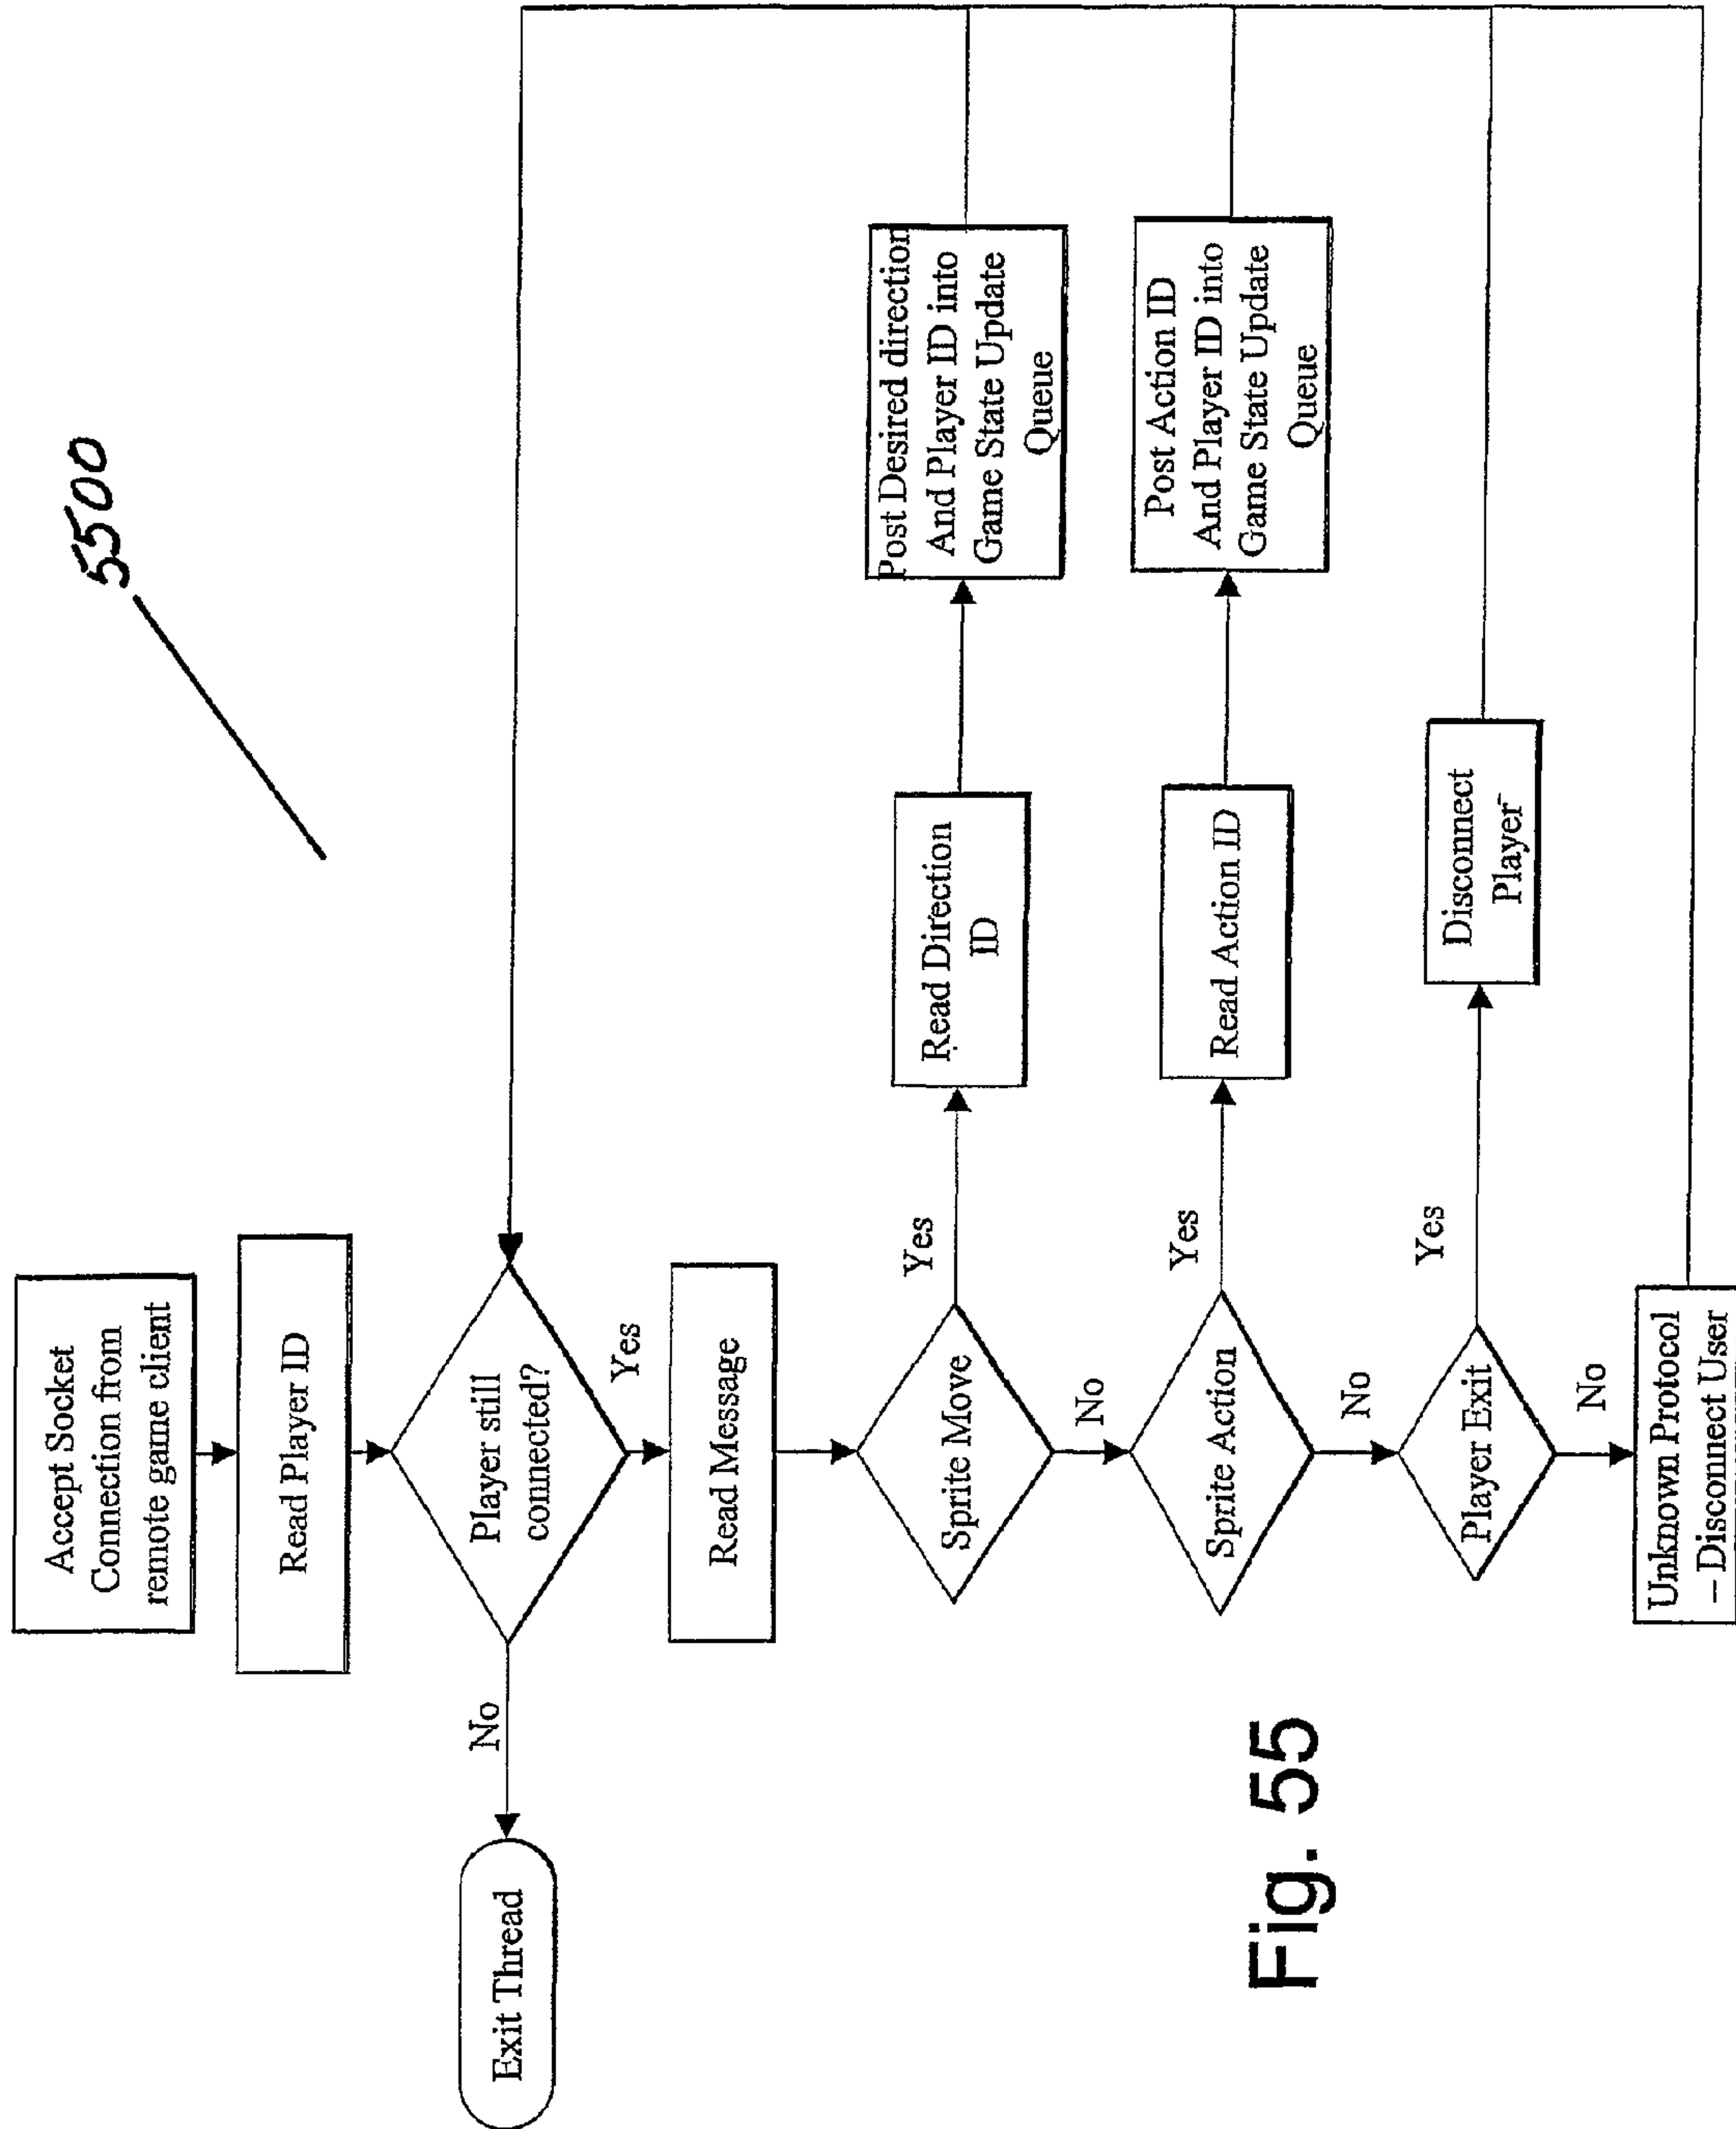 5500
Accept Socket
Connection from
remote game client
Read Player ID
Player still
connected?
No
Exit Thread
Yes
Read Message
Sprite Move
Yes
Read Direction
ID
Post Desired direction
And Player ID into
Game State Update
Queue
No
Sprite Action
Yes
Read Action ID
Post Action ID
And Player ID into
Game State Update
Queue
No
Player Exit
Yes
Disconnect
Player
No
Unknown Protocol
– Disconnect User
Fig. 55